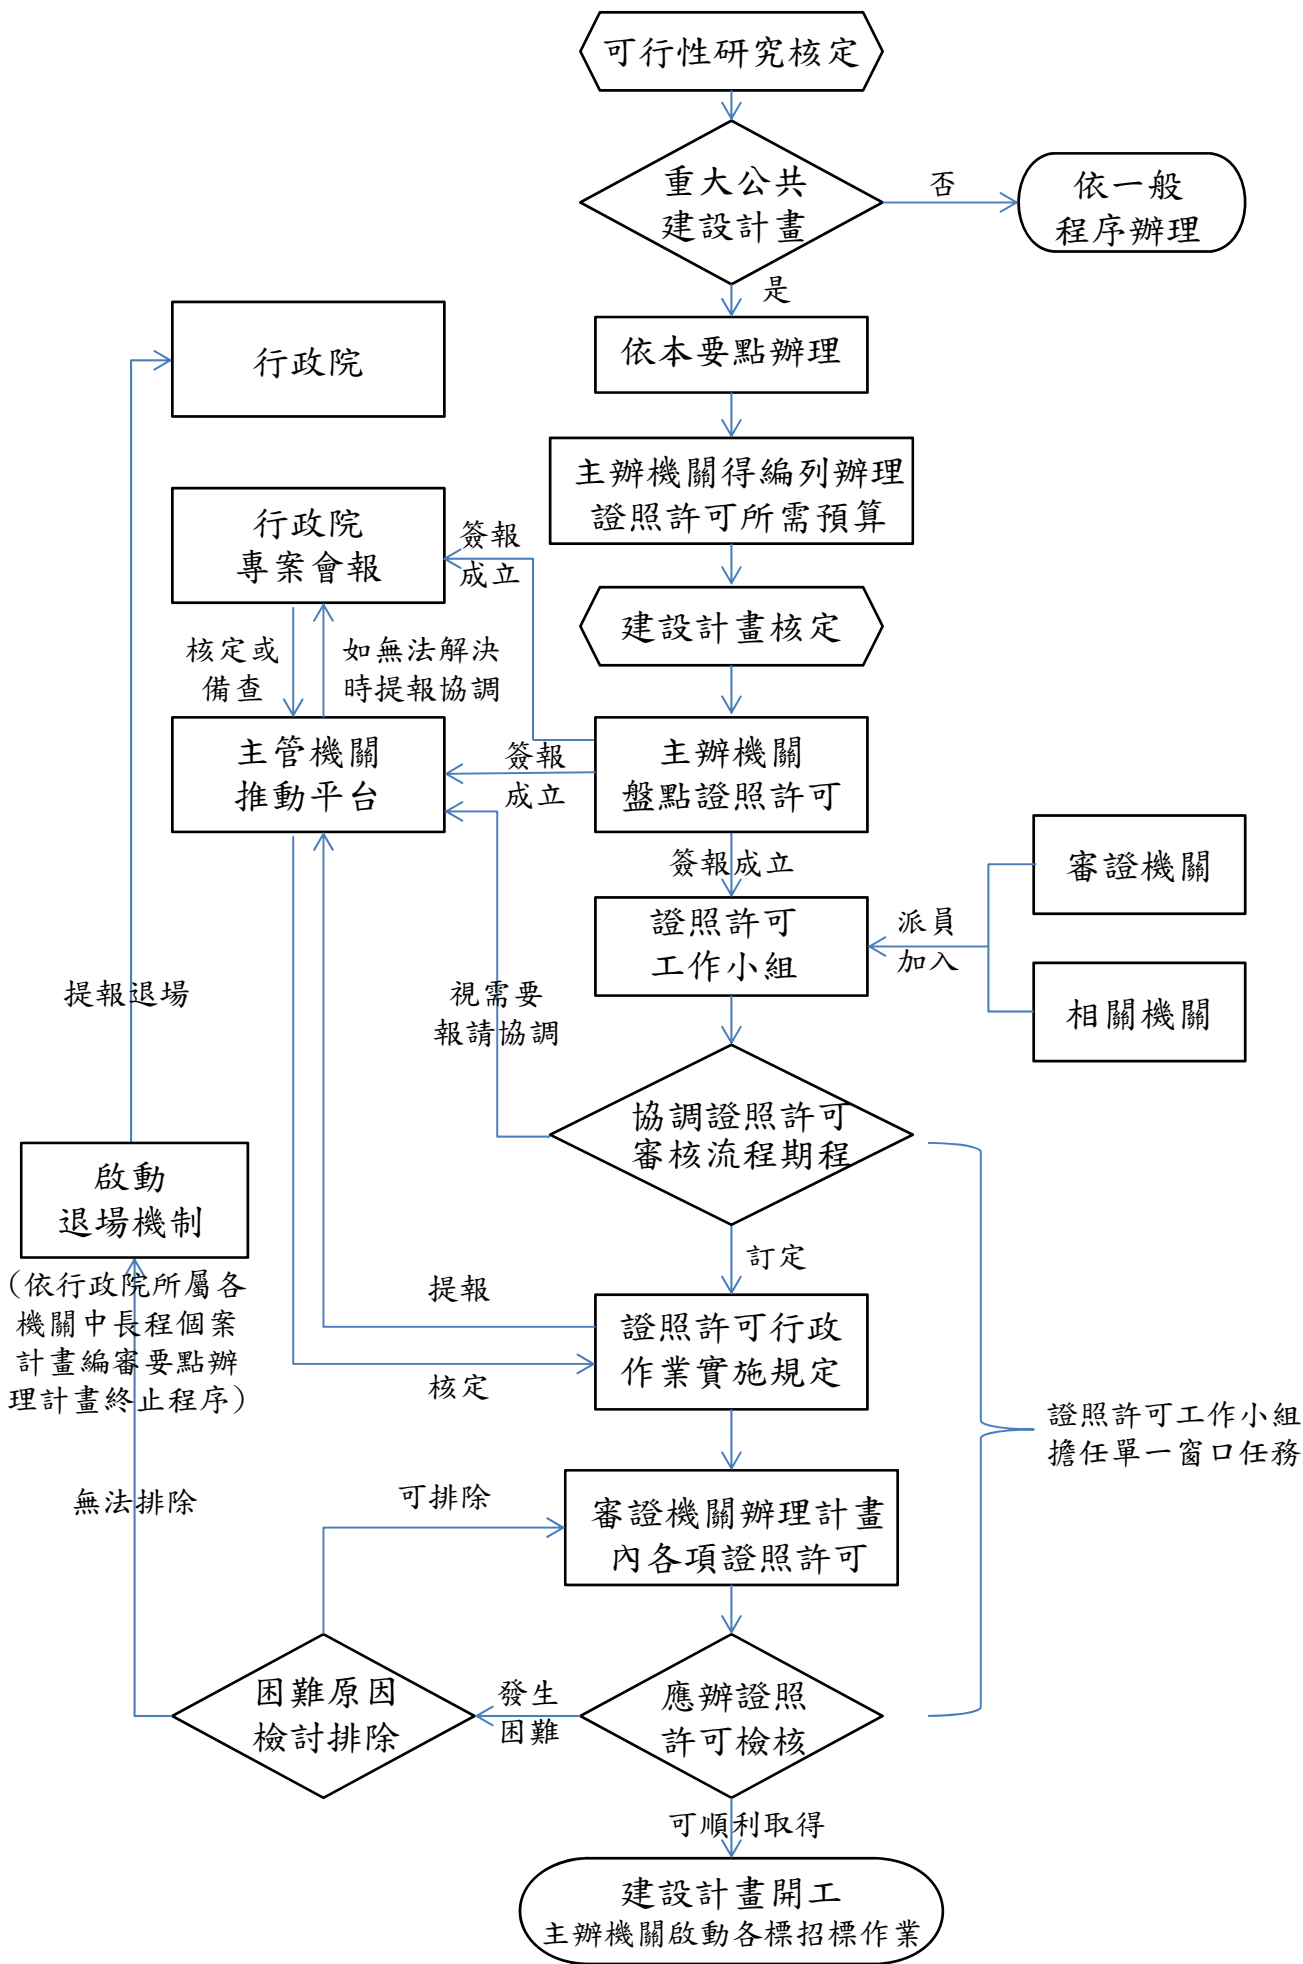 可行性研究核定
重大公共
建設計畫
否
依一般
程序辦理
是
依本要點辦理
行政院
主辦機關得編列辦理
證照許可所需預算
行政院
專案會報
簽報
成立
建設計畫核定
核定或
備查
如無法解決
時提報協調
主管機關
推動平台
簽報
成立
主辦機關
盤點證照許可
簽報成立
審證機關
證照許可
工作小組
派員
加入
相關機關
提報退場
視需要
報請協調
協調證照許可
審核流程期程
啟動
退場機制
(依行政院所屬各
機關中長程個案
計畫編審要點辦
理計畫終止程序)
訂定
提報
核定
證照許可行政
作業實施規定
證照許可工作小組
擔任單一窗口任務
無法排除
可排除
審證機關辦理計畫
內各項證照許可
困難原因
檢討排除
發生
困難
應辦證照
許可檢核
可順利取得
建設計畫開工
主辦機關啟動各標招標作業